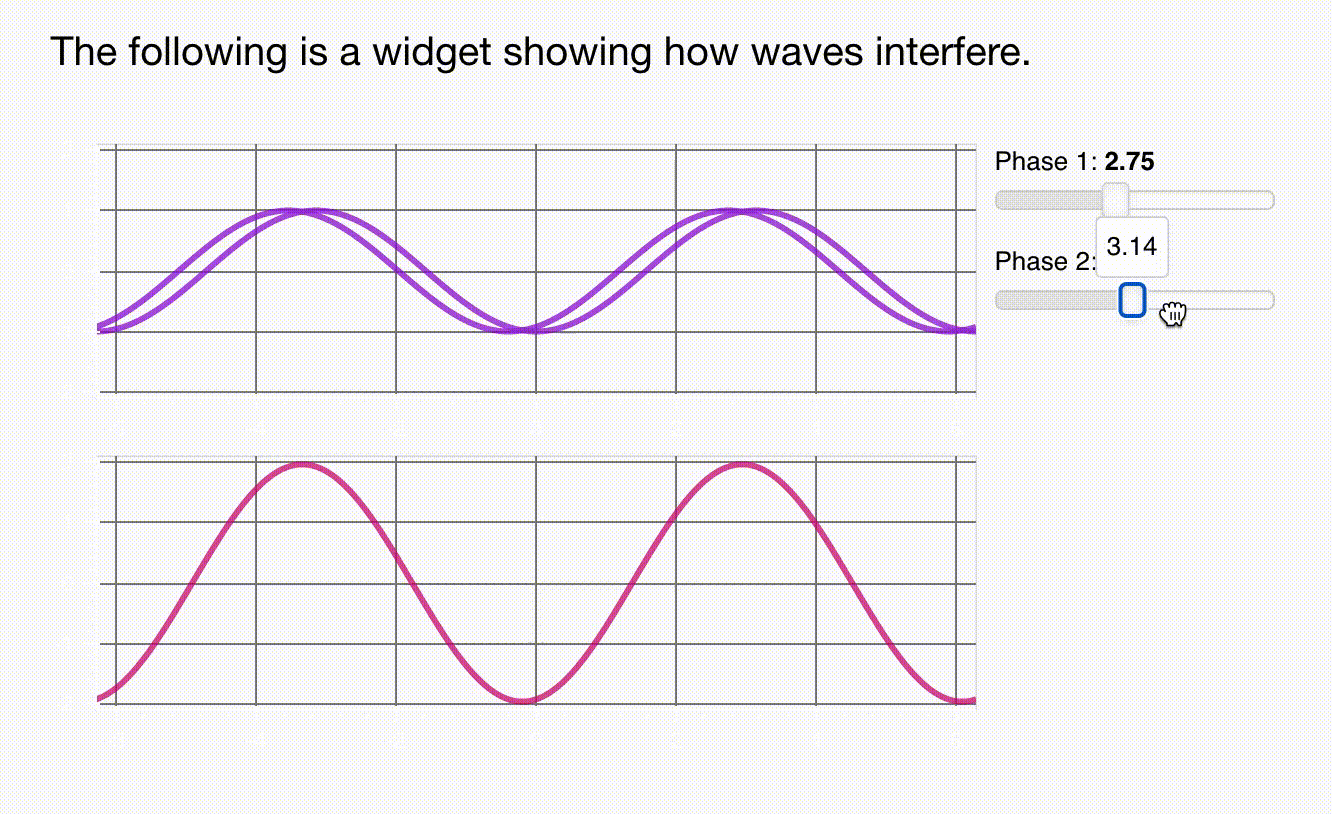 The following is a widget showing how waves interfere.
Phase 1: 2.75
3.14
Phase 2: